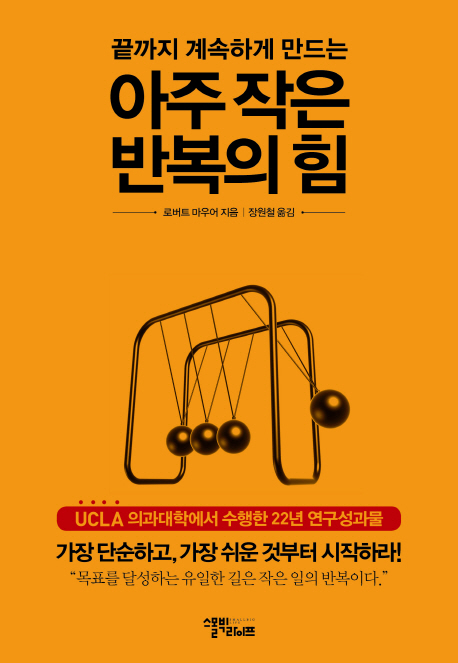 끝까지 계속하게 만드는
아주 작은
반복의 힘
로버트 마우어 지음 | 장원철 옮김
UCLA 의과대학에서 수행한 22년 연구성과물
가장 단순하고, 가장 쉬운 것부터 시작하라!
“목표를 달성하는 유일한 길은 작은 일의 반복이다.”
스몰빅
라이프